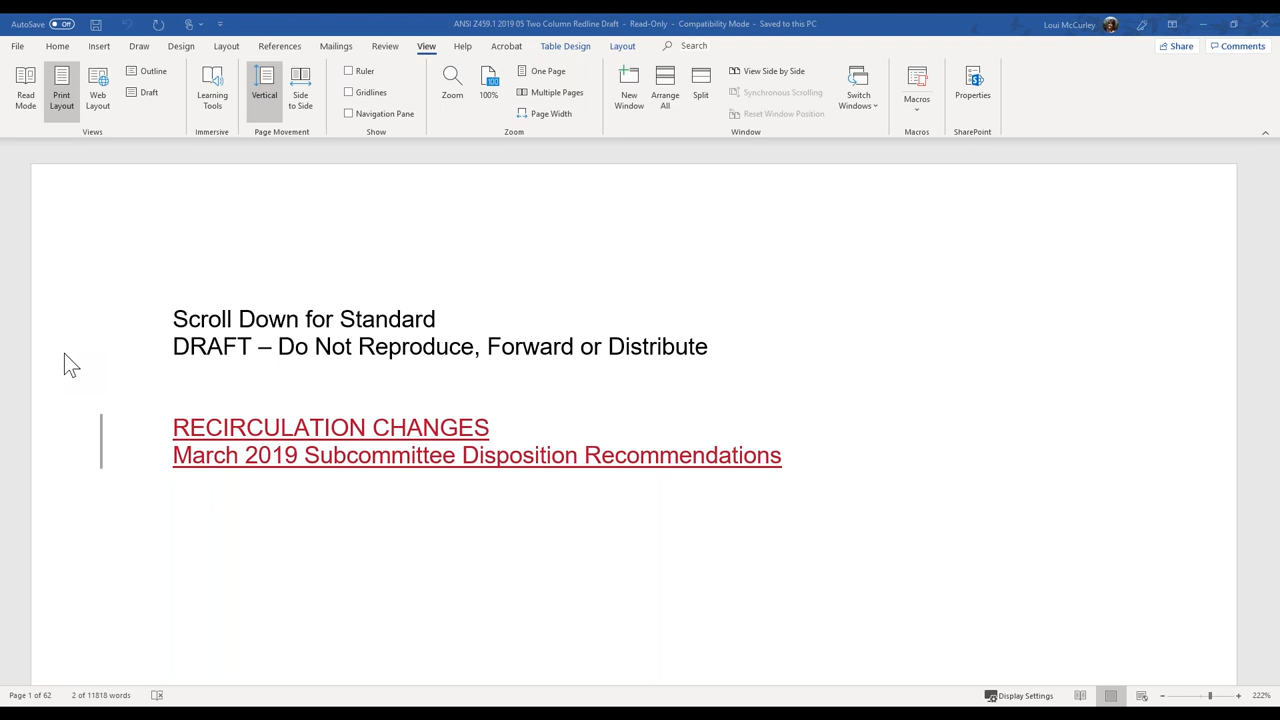 AutoSave Off ANSI Z459.1 2019 05 Two Column Redline Draft - Read-Only - Compatibility Mode - Saved to this PC Loui McCurley
File Home Insert Draw Design Layout References Mailings Review View Help Acrobat Table Design Layout Search Share Comments
Read Mode
Print Layout
Web Layout
Outline
Draft
Views
Learning Tools
Immersive
Vertical
Side to Side
Page Movement
Ruler
Gridlines
Navigation Pane
Show
Zoom
100
100%
One Page
Multiple Pages
Page Width
Zoom
New Window
Arrange All
Split
View Side by Side
Synchronous Scrolling
Reset Window Position
Switch Windows
Window
Macros
Macros
Properties
SharePoint
Scroll Down for Standard
DRAFT – Do Not Reproduce, Forward or Distribute
RECIRCULATION CHANGES
March 2019 Subcommittee Disposition Recommendations
Page 1 of 62 2 of 11818 words Display Settings 222%